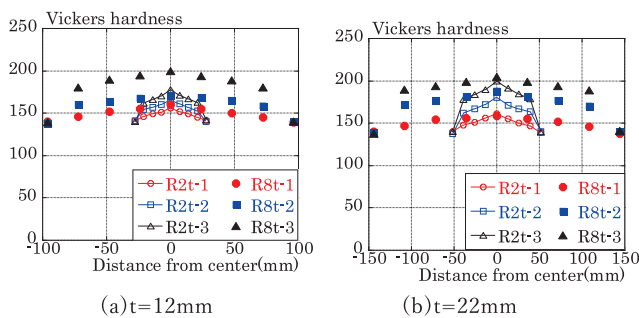 Vickers hardness
250
200
150
100
50
0
-100 -50 0 50 100
Distance from center(mm)
R2t-1 R8t-1
R2t-2 R8t-2
R2t-3 R8t-3
(a)t=12mm
Vickers hardness
250
200
150
100
50
0
-150 -100 -50 0 50 100 150
Distance from center(mm)
R2t-1 R8t-1
R2t-2 R8t-2
R2t-3 R8t-3
(b)t=22mm